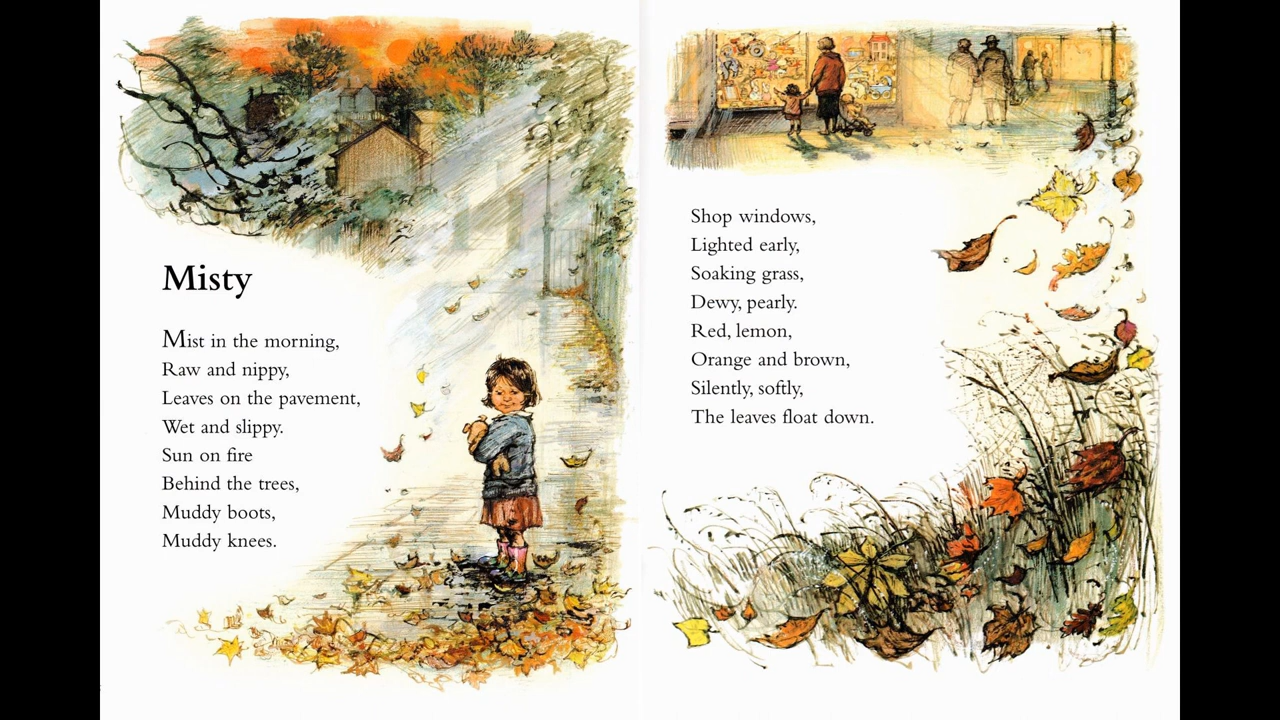 Misty
Mist in the morning,
Raw and nippy,
Leaves on the pavement,
Wet and slippy.
Sun on fire
Behind the trees,
Muddy boots,
Muddy knees.
Shop windows,
Lighted early,
Soaking grass,
Dewy, pearly.
Red, lemon,
Orange and brown,
Silently, softly,
The leaves float down.